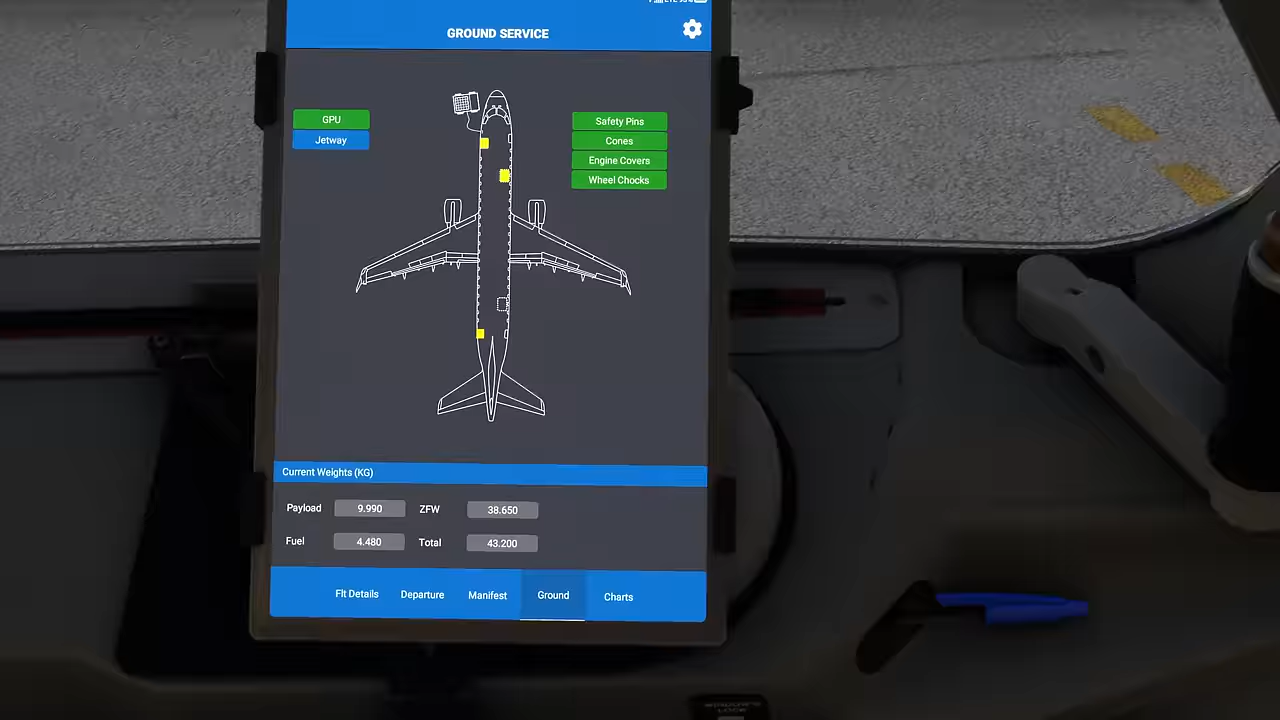 GROUND SERVICE
GPU
Jetway
Safety Pins
Cones
Engine Covers
Wheel Chocks
Current Weights (KG)
Payload 9.990 ZFW 38.650
Fuel 4.480 Total 43.200
Flt Details Departure Manifest Ground Charts